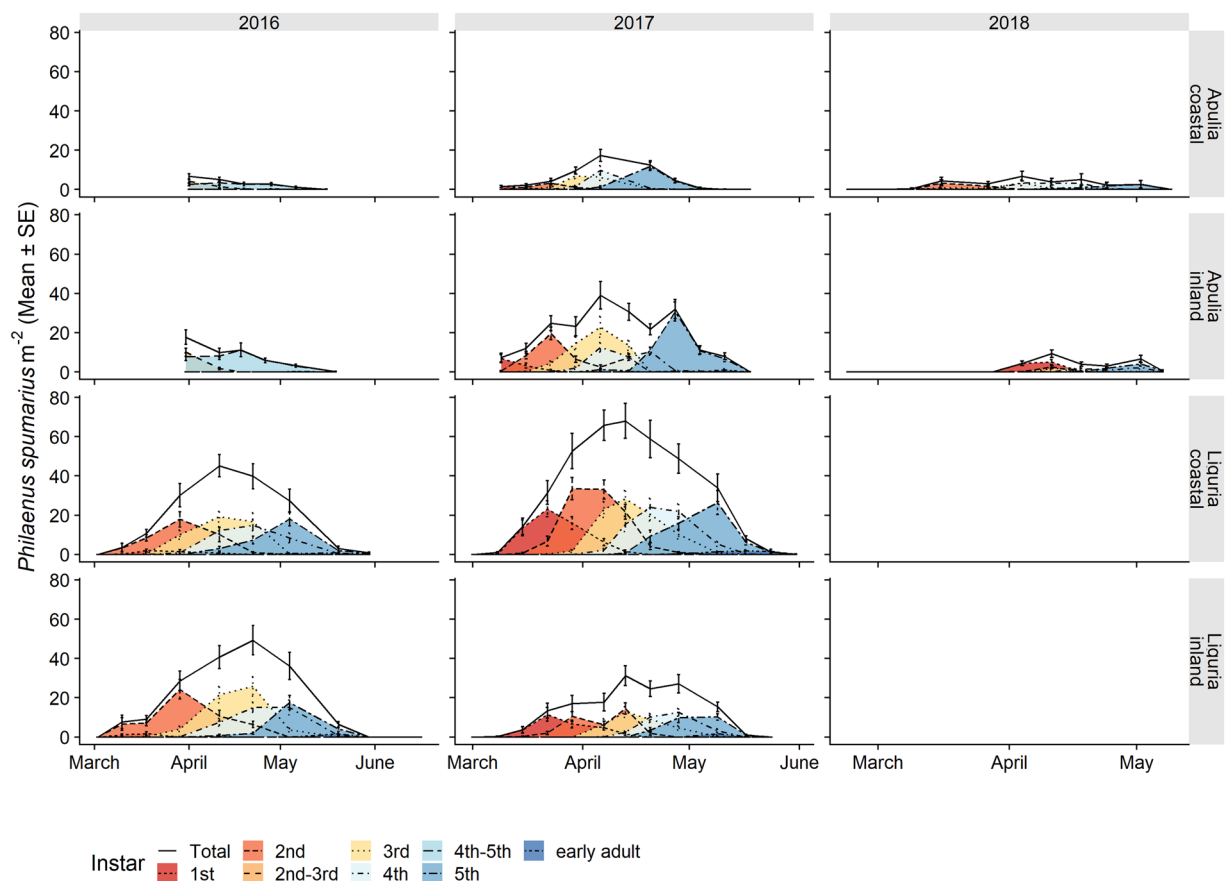 2016 2017 2018
80
60
40
20
0
Apulia
coastal
80
60
40
20
0
Apulia
inland
80
60
40
20
0
Liguria
coastal
80
60
40
20
0
Liguria
inland
Philaenus spumarius m⁻² (Mean ± SE)
March April May June March April May June March April May
Instar
Total 2nd 3rd 4th-5th early adult
1st 2nd-3rd 4th 5th